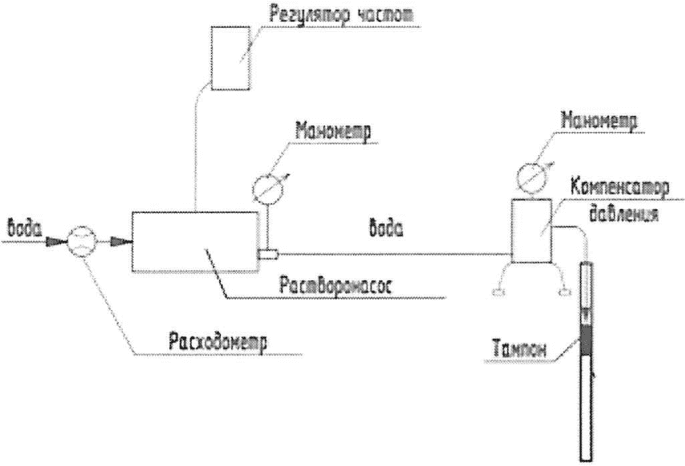 Регулятор частот
Манометр
Манометр
Компенсатор
давления
вода
вода
Растворонасос
Расходометр
Тампон